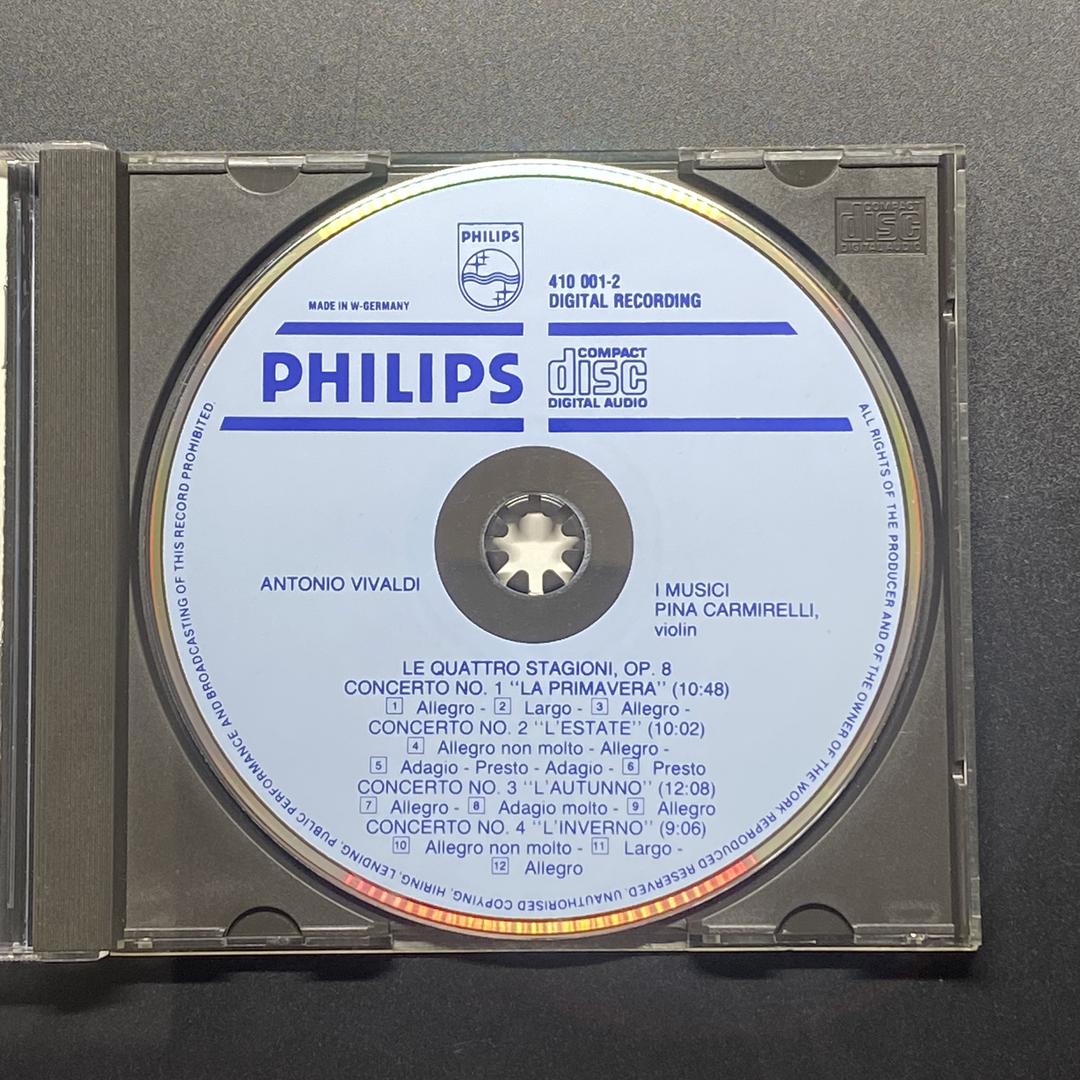 COMPACT
disc
DIGITAL AUDIO
PHILIPS
410 001-2
DIGITAL RECORDING
MADE IN W-GERMANY
PHILIPS
COMPACT
disc
DIGITAL AUDIO
ANTONIO VIVALDI
I MUSICI
PINA CARMIRELLI,
violin
LE QUATTRO STAGIONI, OP. 8
CONCERTO NO. 1 "LA PRIMAVERA" (10:48)
1 Allegro - 2 Largo - 3 Allegro -
CONCERTO NO. 2 "L'ESTATE" (10:02)
4 Allegro non molto - Allegro -
5 Adagio - Presto - Adagio - 6 Presto
CONCERTO NO. 3 "L'AUTUNNO" (12:08)
7 Allegro - 8 Adagio molto - 9 Allegro
CONCERTO NO. 4 "L'INVERNO" (9:06)
10 Allegro non molto - 11 Largo -
12 Allegro
ALL RIGHTS OF THE PRODUCER AND OF THE OWNER OF THE WORK REPRODUCED RESERVED. UNAUTHORISED COPYING, HIRING, LENDING, PUBLIC PERFORMANCE AND BROADCASTING OF THIS RECORD PROHIBITED.